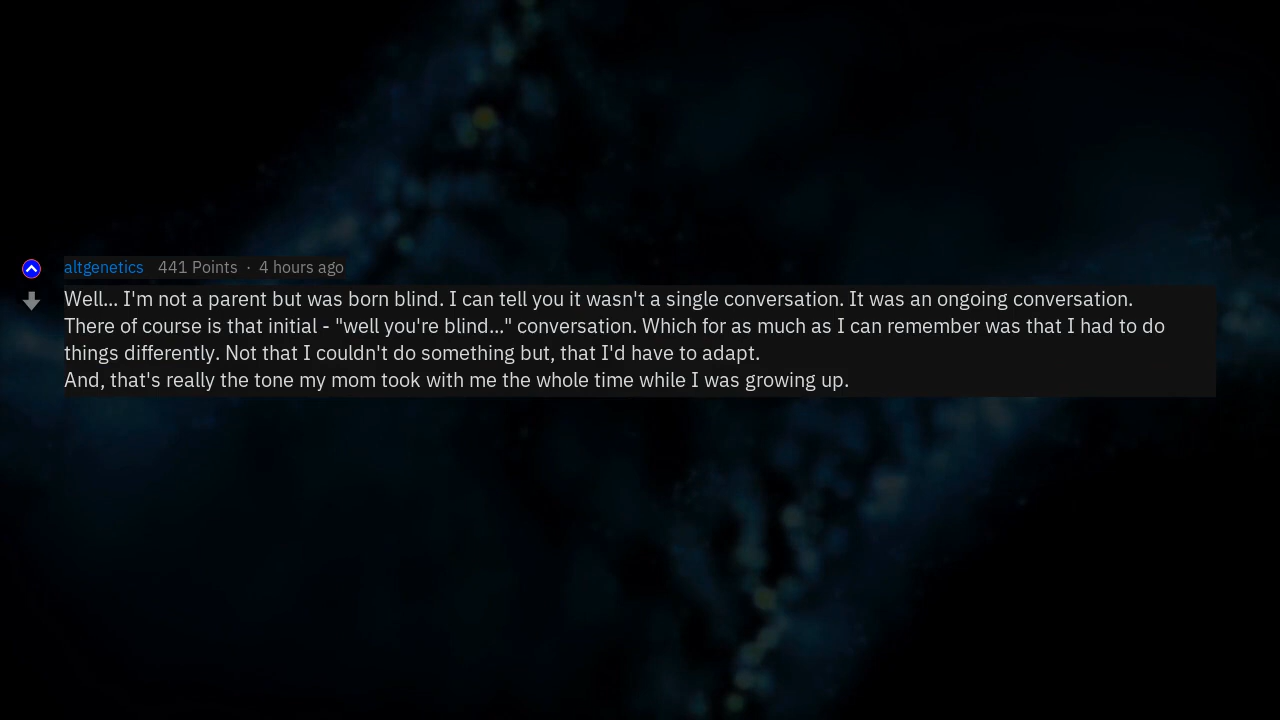 altgenetics 441 Points · 4 hours ago
Well... I'm not a parent but was born blind. I can tell you it wasn't a single conversation. It was an ongoing conversation.
There of course is that initial - "well you're blind..." conversation. Which for as much as I can remember was that I had to do
things differently. Not that I couldn't do something but, that I'd have to adapt.
And, that's really the tone my mom took with me the whole time while I was growing up.